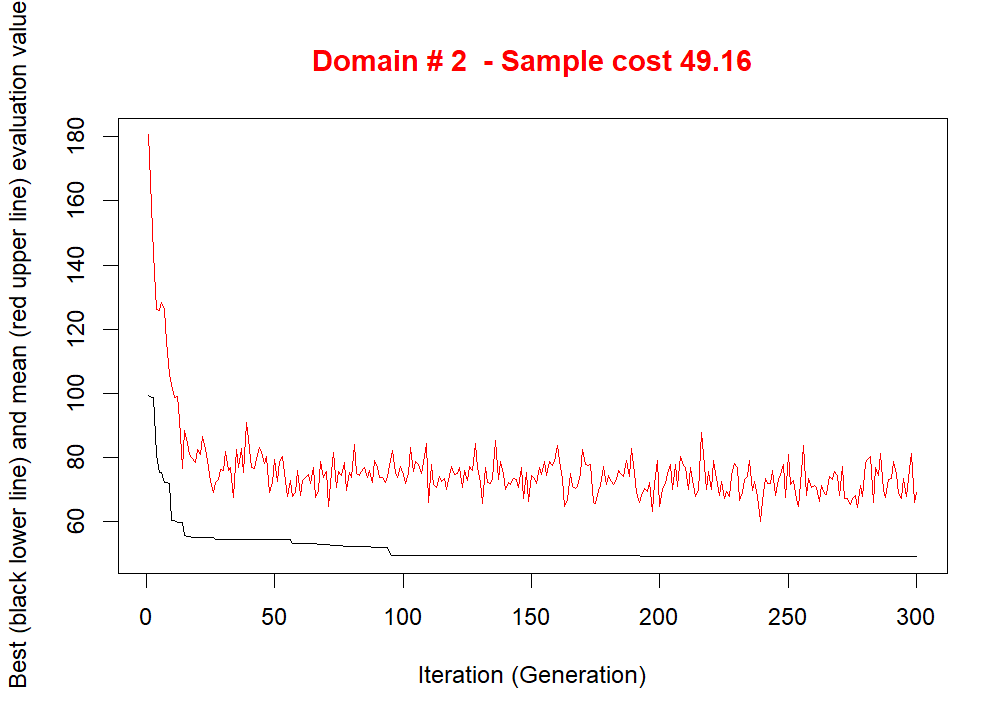 Domain # 2  - Sample cost 49.16
Best (black lower line) and mean (red upper line) evaluation value
180
160
140
120
100
80
60
0 50 100 150 200 250 300
Iteration (Generation)